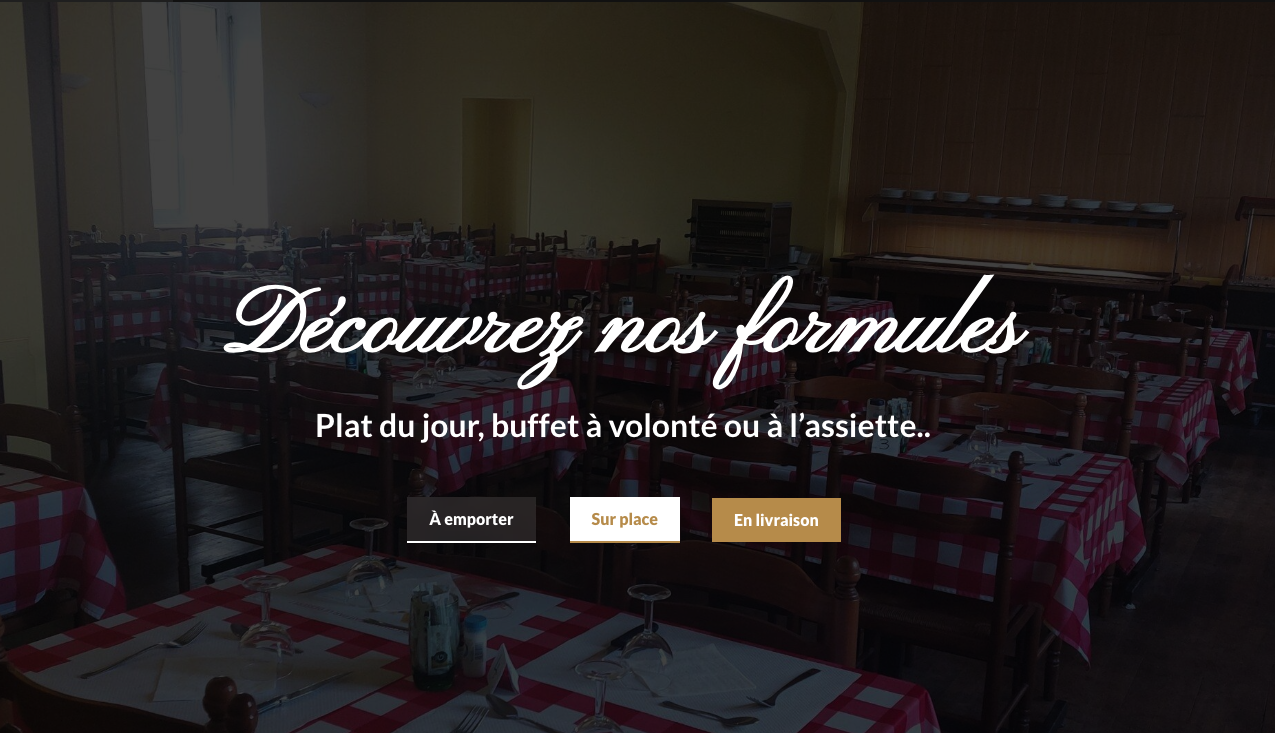 Découvrez nos formules
Plat du jour, buffet à volonté ou à l’assiette..
À emporter
Sur place
En livraison